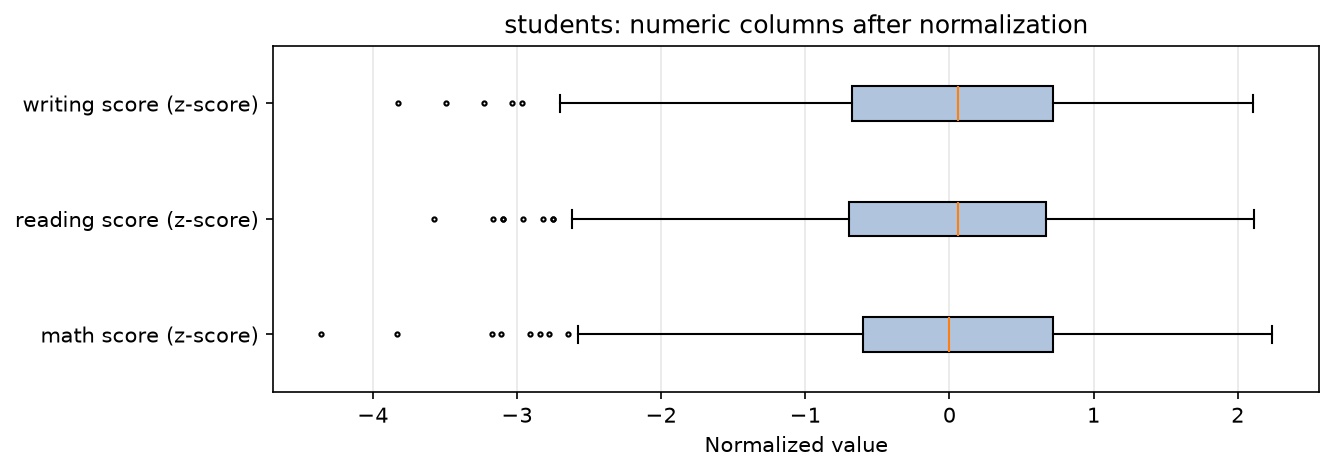 students: numeric columns after normalization
writing score (z-score)
reading score (z-score)
math score (z-score)
−4 −3 −2 −1 0 1 2
Normalized value